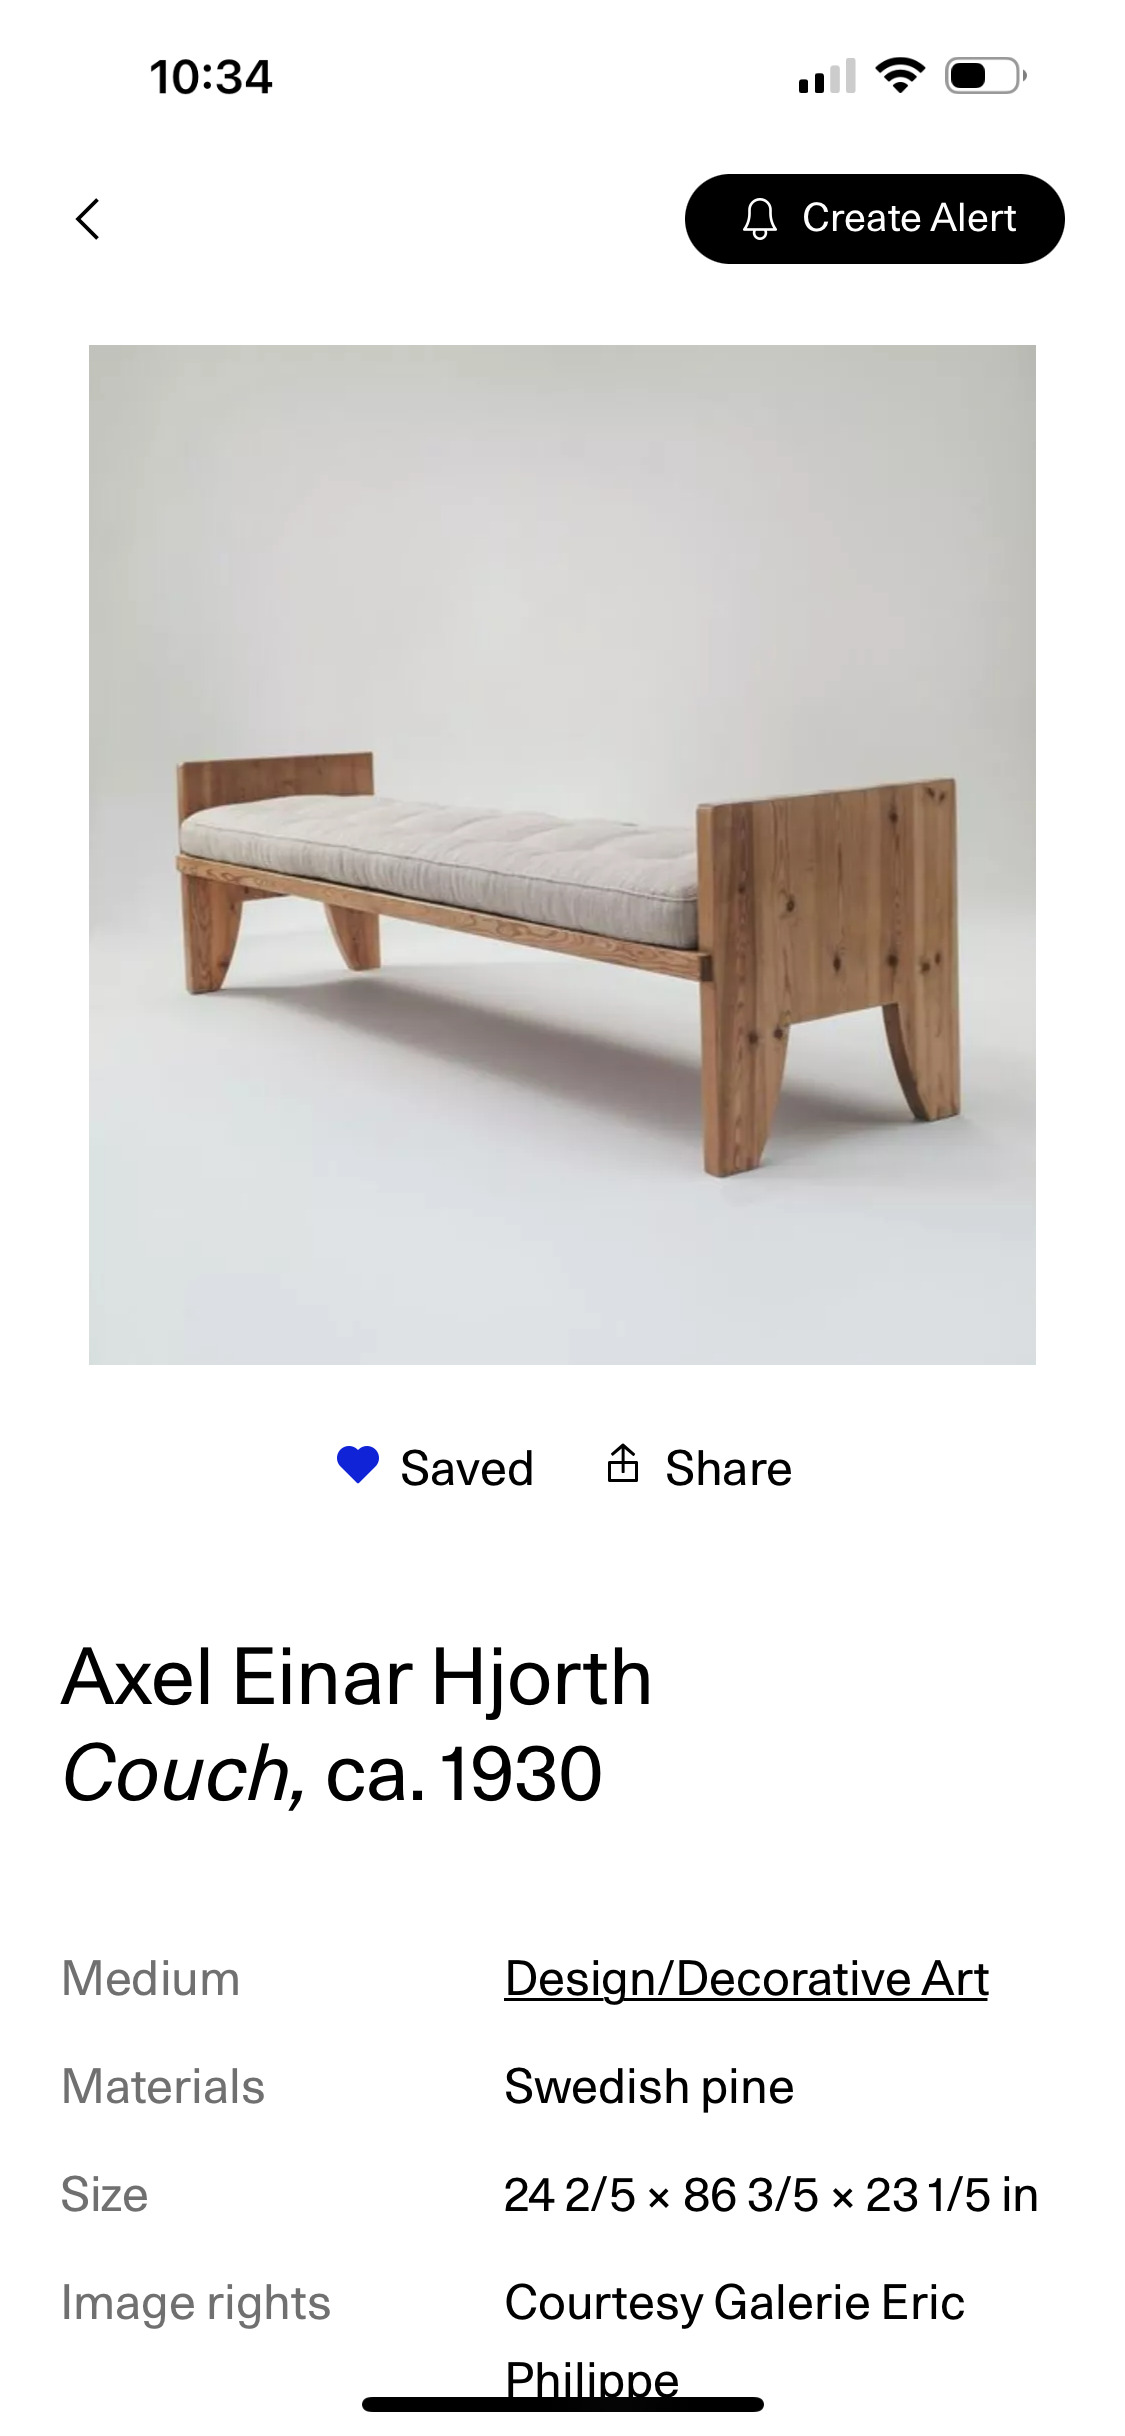 10:34
Create Alert
Saved
Share
Axel Einar Hjorth
Couch, ca. 1930
Medium
Design/Decorative Art
Materials
Swedish pine
Size
24 2/5 × 86 3/5 × 23 1/5 in
Image rights
Courtesy Galerie Eric
Philippe